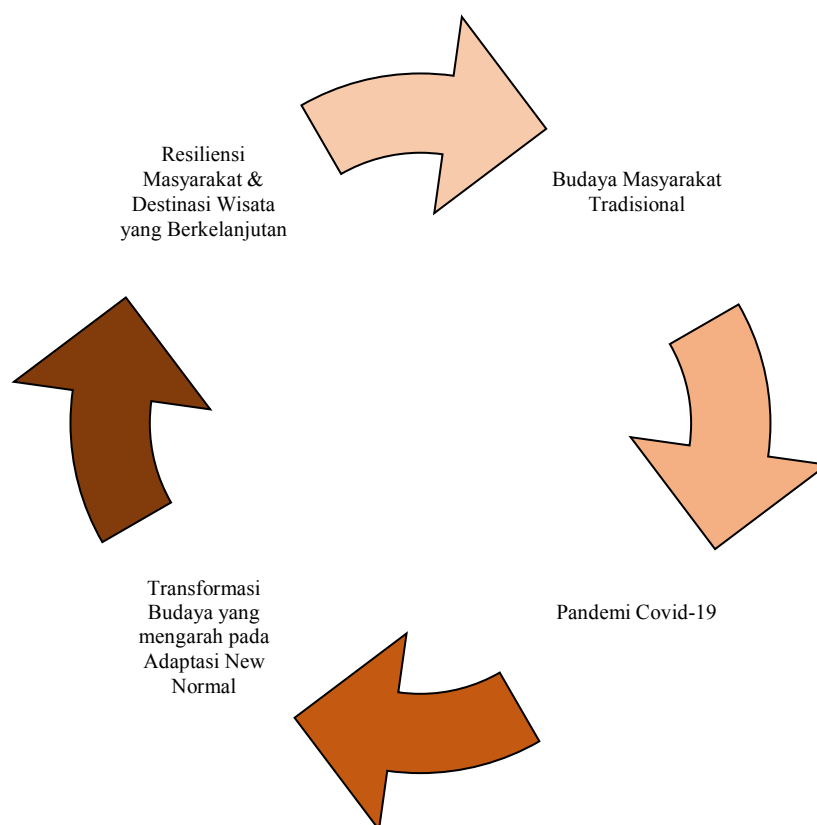 Resiliensi
Masyarakat &
Destinasi Wisata
yang Berkelanjutan
Budaya Masyarakat
Tradisional
Pandemi Covid-19
Transformasi
Budaya yang
mengarah pada
Adaptasi New
Normal